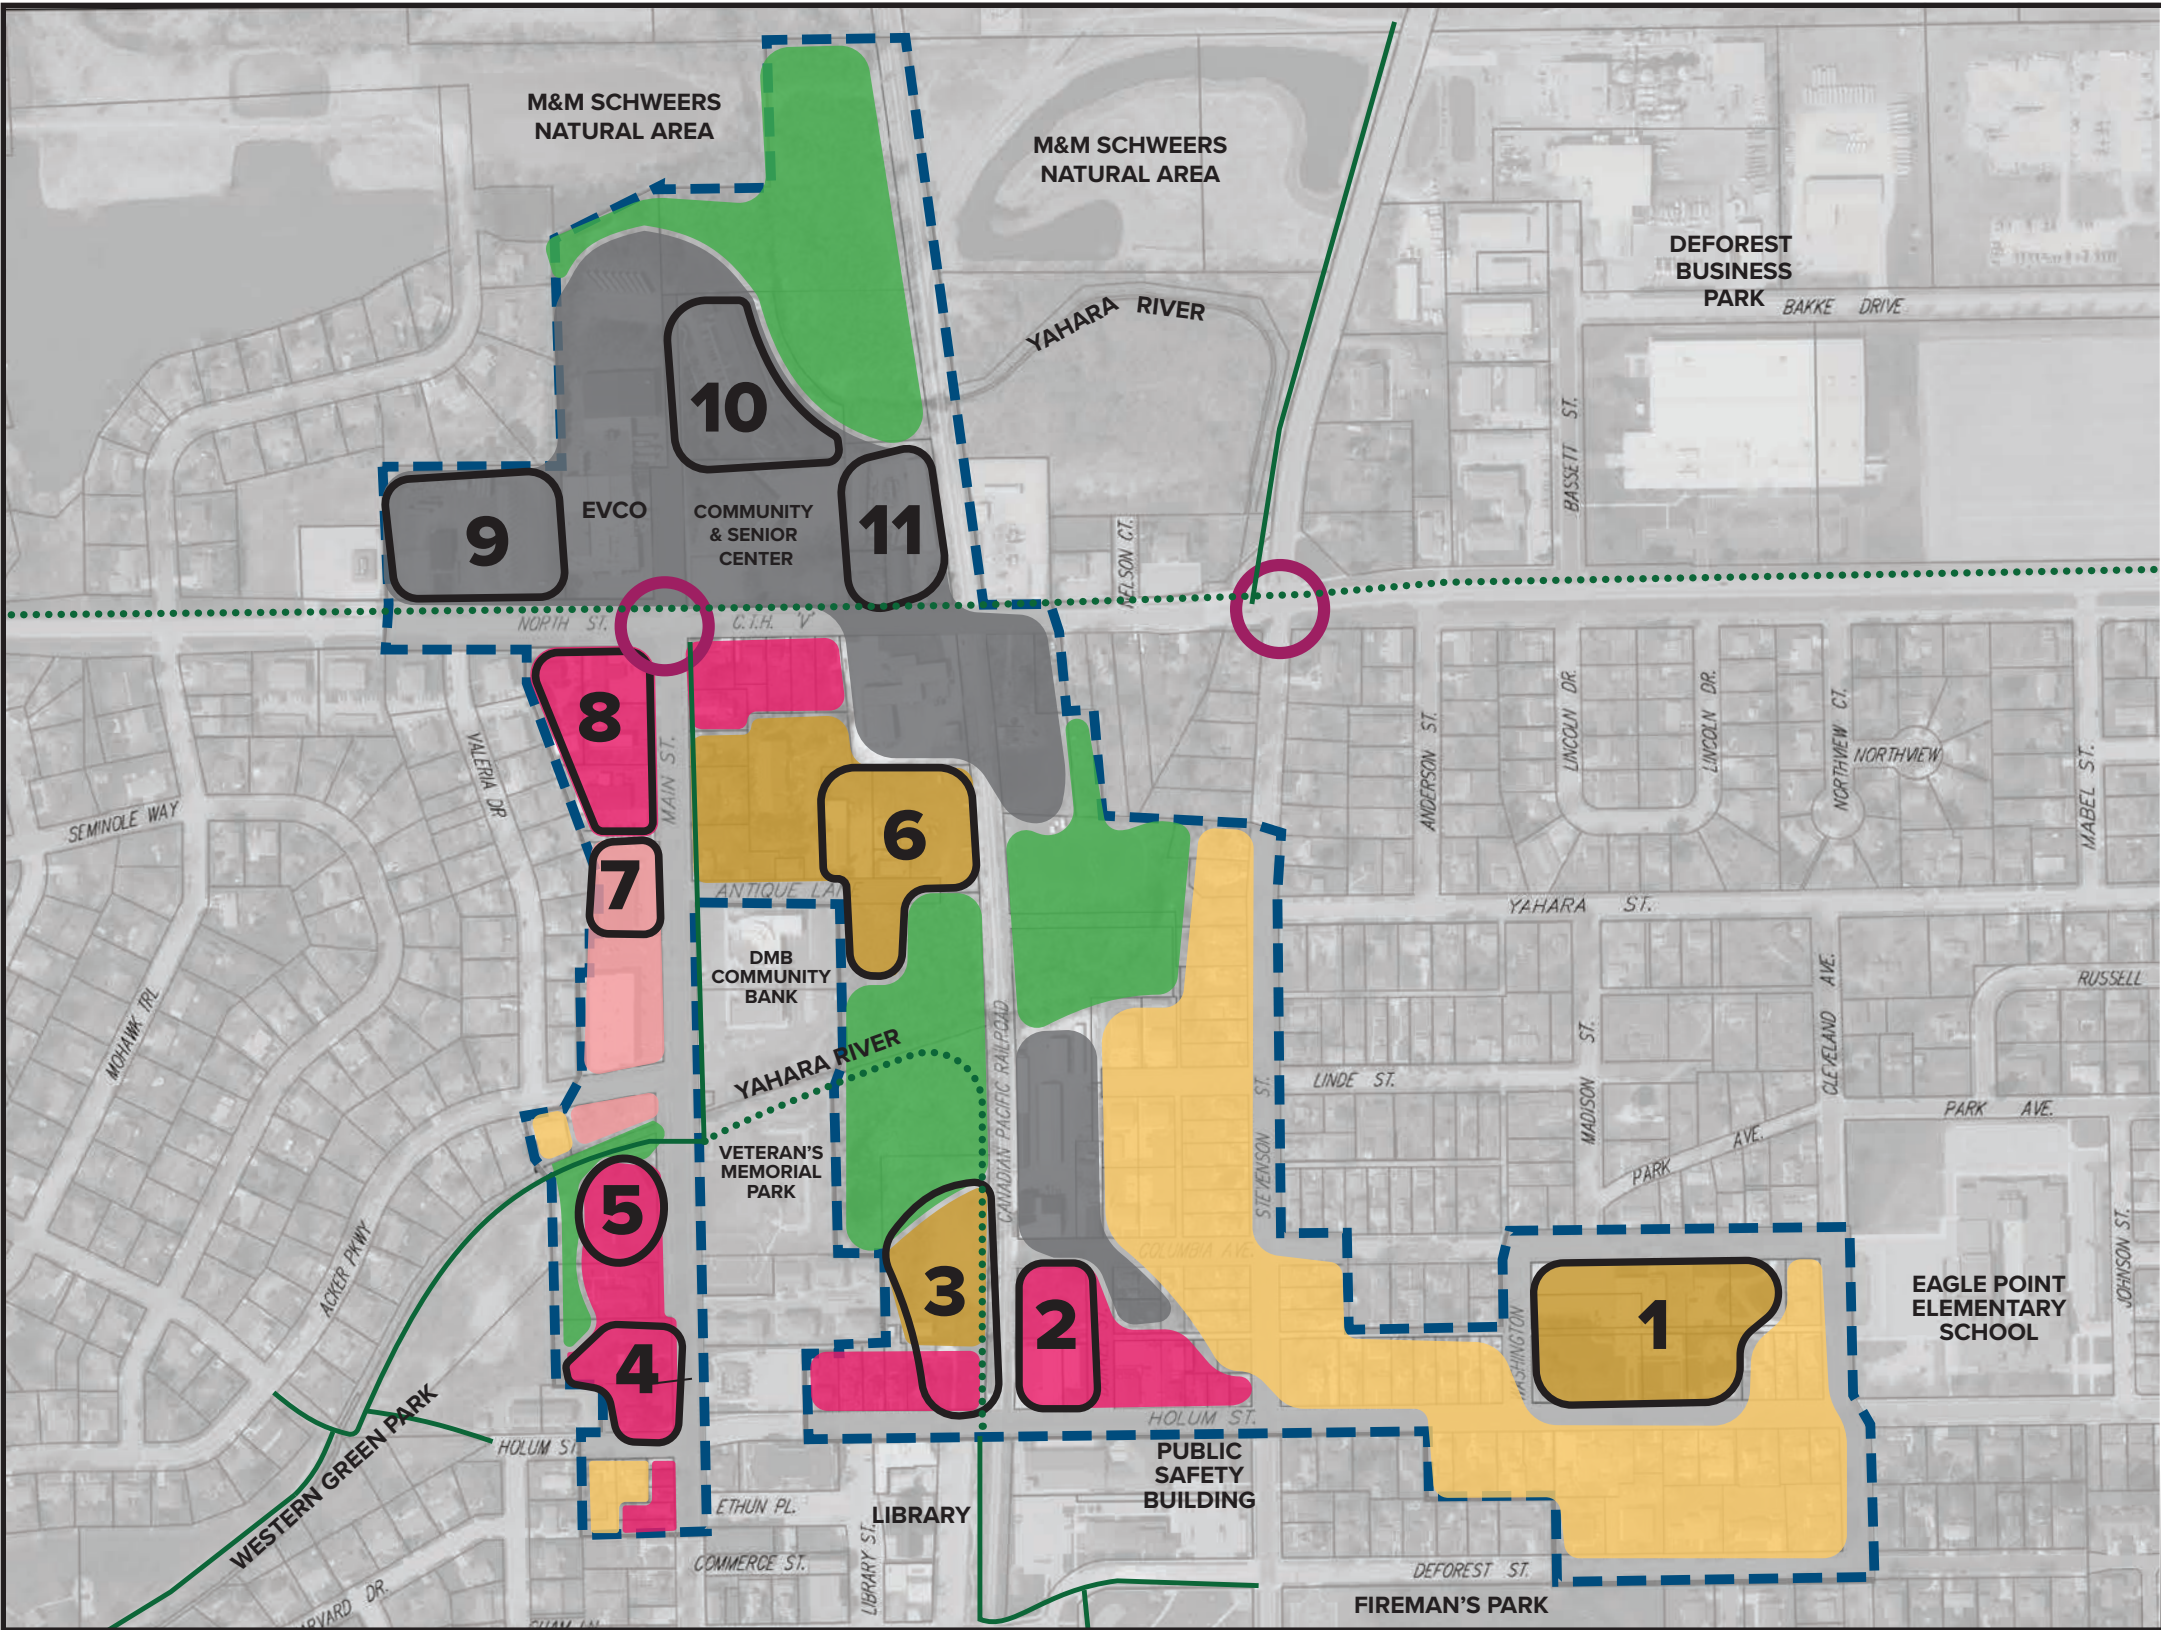 M&M SCHWEERS
NATURAL AREA
M&M SCHWEERS
NATURAL AREA
DEFOREST
BUSINESS
PARK
BAKKE DRIVE
YAHARA RIVER
BASSETT ST.
10
9
EVCO
COMMUNITY
& SENIOR
CENTER
11
NELSON CT.
NORTH ST.
C.T.H. 'V'
8
MAIN ST.
VALERIA DR
SEMINOLE WAY
ANDERSON ST.
LINCOLN DR.
LINCOLN DR.
NORTHVIEW CT.
NORTHVIEW
MABEL ST.
6
7
ANTIQUE LANE
YAHARA ST.
DMB
COMMUNITY
BANK
MOHAWK TRL
YAHARA RIVER
CANADIAN PACIFIC RAILROAD
STEVENSON ST.
LINDE ST.
MADISON ST.
CLEVELAND AVE.
RUSSELL
PARK AVE.
PARK AVE.
VETERAN'S
MEMORIAL
PARK
5
ACKER PKWY
COLUMBIA AVE.
3
2
WASHINGTON
1
EAGLE POINT
ELEMENTARY
SCHOOL
JOHNSON ST.
4
HOLUM ST.
HOLUM ST.
WESTERN GREEN PARK
PUBLIC
SAFETY
BUILDING
ETHUN PL.
LIBRARY
LIBRARY ST.
COMMERCE ST.
DEFOREST ST.
FIREMAN'S PARK
DR.